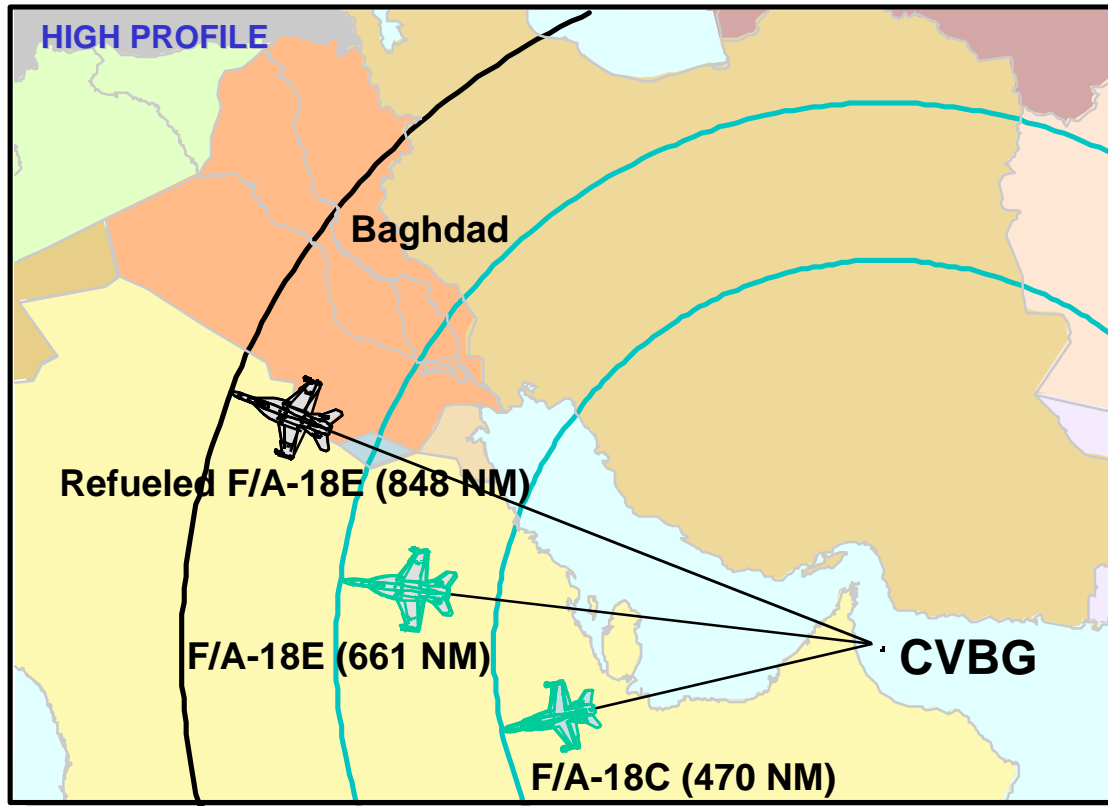 HIGH PROFILE
Baghdad
Refueled F/A-18E (848 NM)
F/A-18E (661 NM)
CVBG
F/A-18C (470 NM)